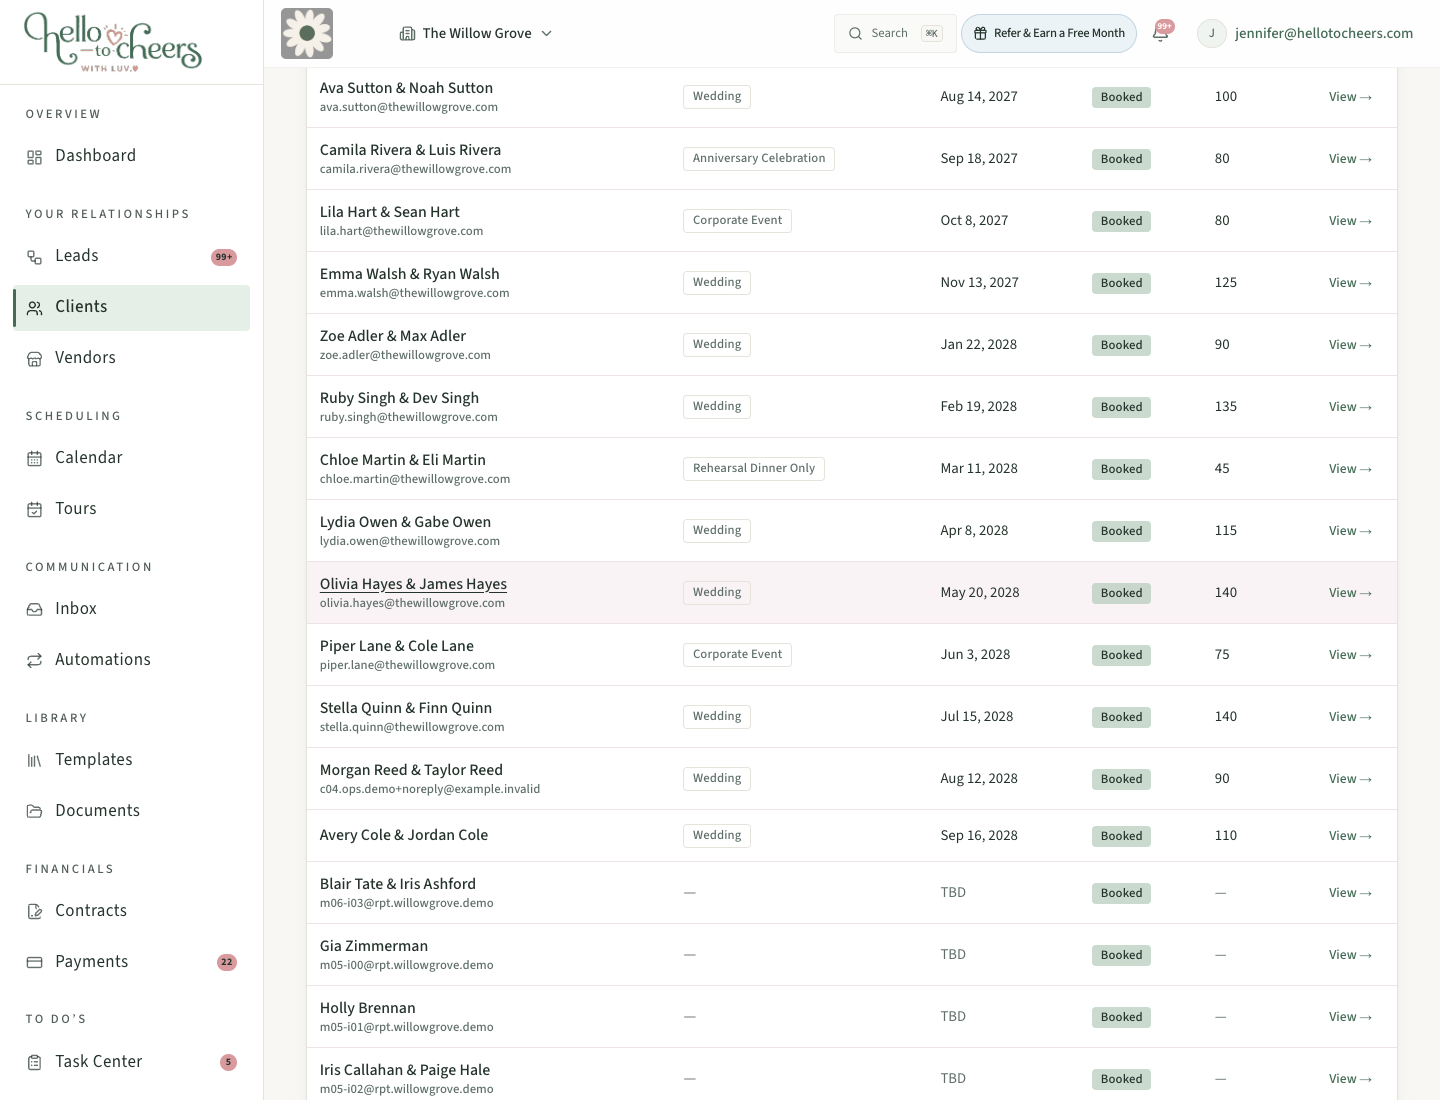 hello
to cheers
WITH LUV.
The Willow Grove
Search ⌘K
Refer & Earn a Free Month
99+
J
jennifer@hellotocheers.com
OVERVIEW
Dashboard
YOUR RELATIONSHIPS
Leads 99+
Clients
Vendors
SCHEDULING
Calendar
Tours
COMMUNICATION
Inbox
Automations
LIBRARY
Templates
Documents
FINANCIALS
Contracts
Payments 22
TO DO'S
Task Center 5
Ava Sutton & Noah Sutton
ava.sutton@thewillowgrove.com
Wedding Aug 14, 2027 Booked 100 View →
Camila Rivera & Luis Rivera
camila.rivera@thewillowgrove.com
Anniversary Celebration Sep 18, 2027 Booked 80 View →
Lila Hart & Sean Hart
lila.hart@thewillowgrove.com
Corporate Event Oct 8, 2027 Booked 80 View →
Emma Walsh & Ryan Walsh
emma.walsh@thewillowgrove.com
Wedding Nov 13, 2027 Booked 125 View →
Zoe Adler & Max Adler
zoe.adler@thewillowgrove.com
Wedding Jan 22, 2028 Booked 90 View →
Ruby Singh & Dev Singh
ruby.singh@thewillowgrove.com
Wedding Feb 19, 2028 Booked 135 View →
Chloe Martin & Eli Martin
chloe.martin@thewillowgrove.com
Rehearsal Dinner Only Mar 11, 2028 Booked 45 View →
Lydia Owen & Gabe Owen
lydia.owen@thewillowgrove.com
Wedding Apr 8, 2028 Booked 115 View →
Olivia Hayes & James Hayes
olivia.hayes@thewillowgrove.com
Wedding May 20, 2028 Booked 140 View →
Piper Lane & Cole Lane
piper.lane@thewillowgrove.com
Corporate Event Jun 3, 2028 Booked 75 View →
Stella Quinn & Finn Quinn
stella.quinn@thewillowgrove.com
Wedding Jul 15, 2028 Booked 140 View →
Morgan Reed & Taylor Reed
c04.ops.demo+noreply@example.invalid
Wedding Aug 12, 2028 Booked 90 View →
Avery Cole & Jordan Cole
Wedding Sep 16, 2028 Booked 110 View →
Blair Tate & Iris Ashford
m06-i03@rpt.willowgrove.demo
— TBD Booked — View →
Gia Zimmerman
m05-i00@rpt.willowgrove.demo
— TBD Booked — View →
Holly Brennan
m05-i01@rpt.willowgrove.demo
— TBD Booked — View →
Iris Callahan & Paige Hale
m05-i02@rpt.willowgrove.demo
— TBD Booked — View →